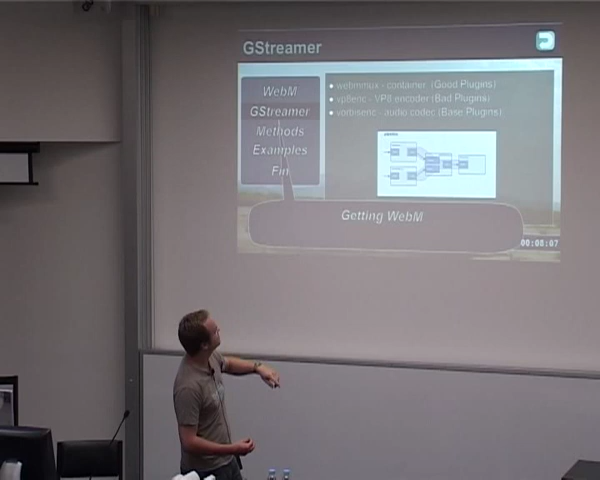 GStreamer
WebM
GStreamer
Methods
Examples
Fin
webmmux - container (Good Plugins)
vp8enc - VP8 encoder (Bad Plugins)
vorbisenc - audio codec (Base Plugins)
Getting WebM
00:08:07